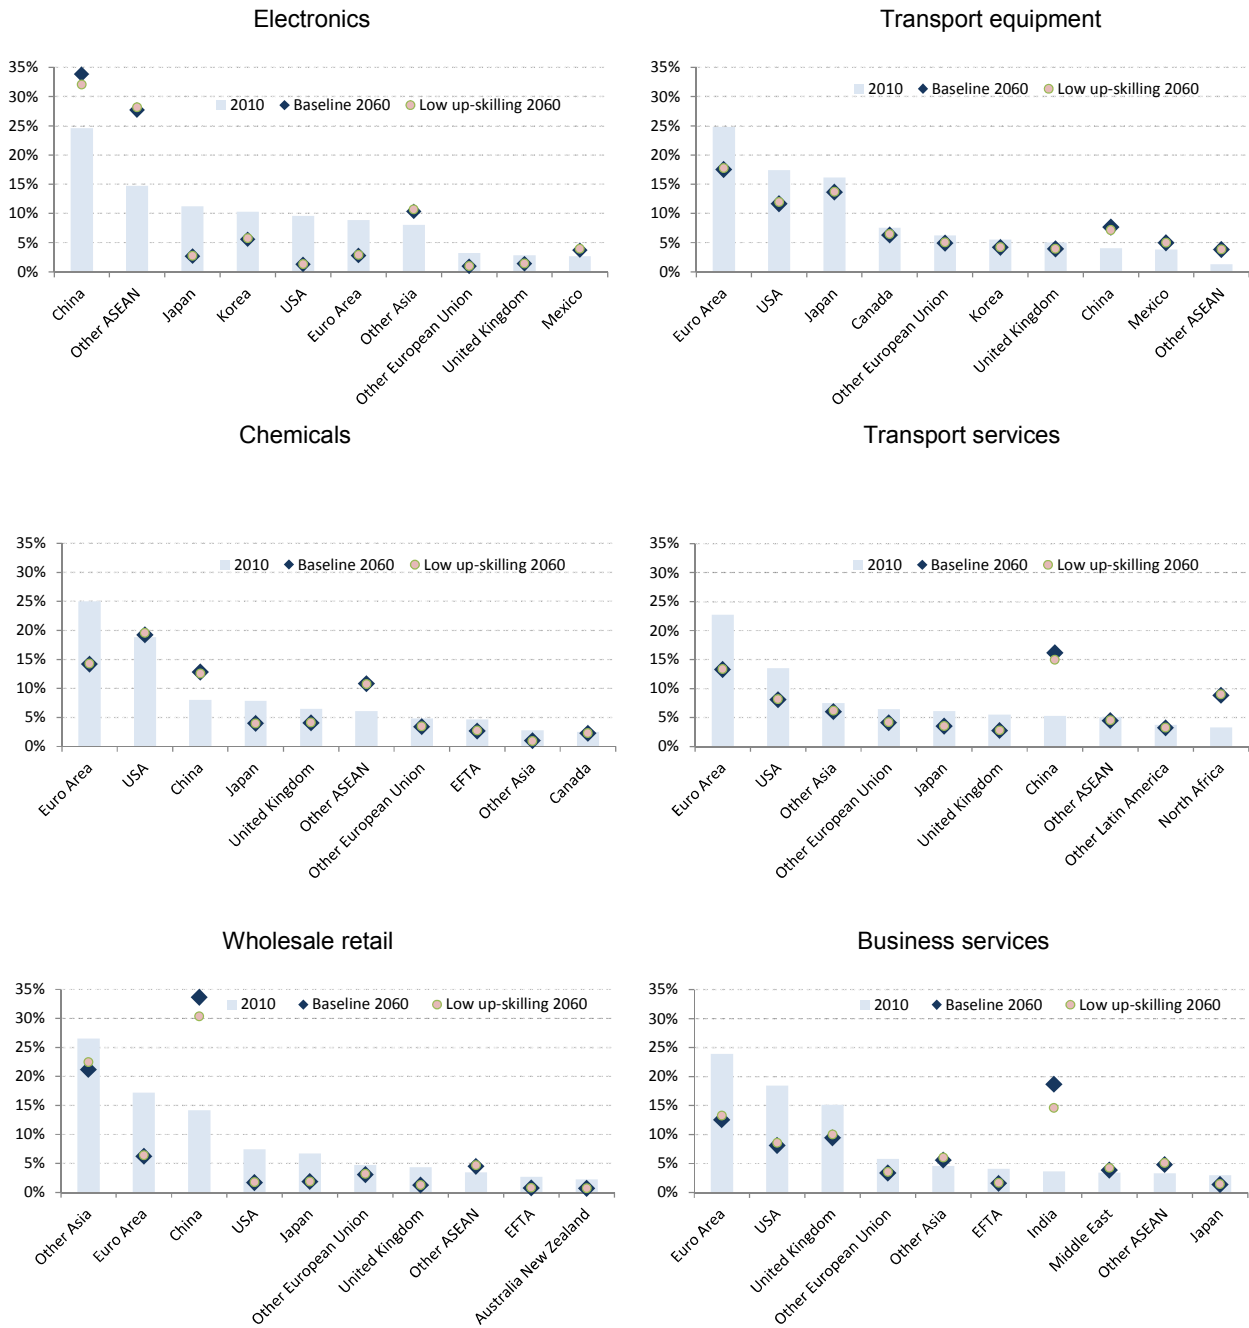 Electronics
35%
30%
25%
20%
15%
10%
5%
0%
2010
Baseline 2060
Low up-skilling 2060
China
Other ASEAN
Japan
Korea
USA
Euro Area
Other Asia
Other European Union
United Kingdom
Mexico
Transport equipment
35%
30%
25%
20%
15%
10%
5%
0%
2010
Baseline 2060
Low up-skilling 2060
Euro Area
USA
Japan
Canada
Other European Union
Korea
United Kingdom
China
Mexico
Other ASEAN
Chemicals
35%
30%
25%
20%
15%
10%
5%
0%
2010
Baseline 2060
Low up-skilling 2060
Euro Area
USA
China
Japan
United Kingdom
Other ASEAN
Other European Union
EFTA
Other Asia
Canada
Transport services
35%
30%
25%
20%
15%
10%
5%
0%
2010
Baseline 2060
Low up-skilling 2060
Euro Area
USA
Other Asia
Other European Union
Japan
United Kingdom
China
Other ASEAN
Other Latin America
North Africa
Wholesale retail
35%
30%
25%
20%
15%
10%
5%
0%
2010
Baseline 2060
Low up-skilling 2060
Other Asia
Euro Area
China
USA
Japan
Other European Union
United Kingdom
Other ASEAN
EFTA
Australia New Zealand
Business services
35%
30%
25%
20%
15%
10%
5%
0%
2010
Baseline 2060
Low up-skilling 2060
Euro Area
USA
United Kingdom
Other European Union
Other Asia
EFTA
India
Middle East
Other ASEAN
Japan